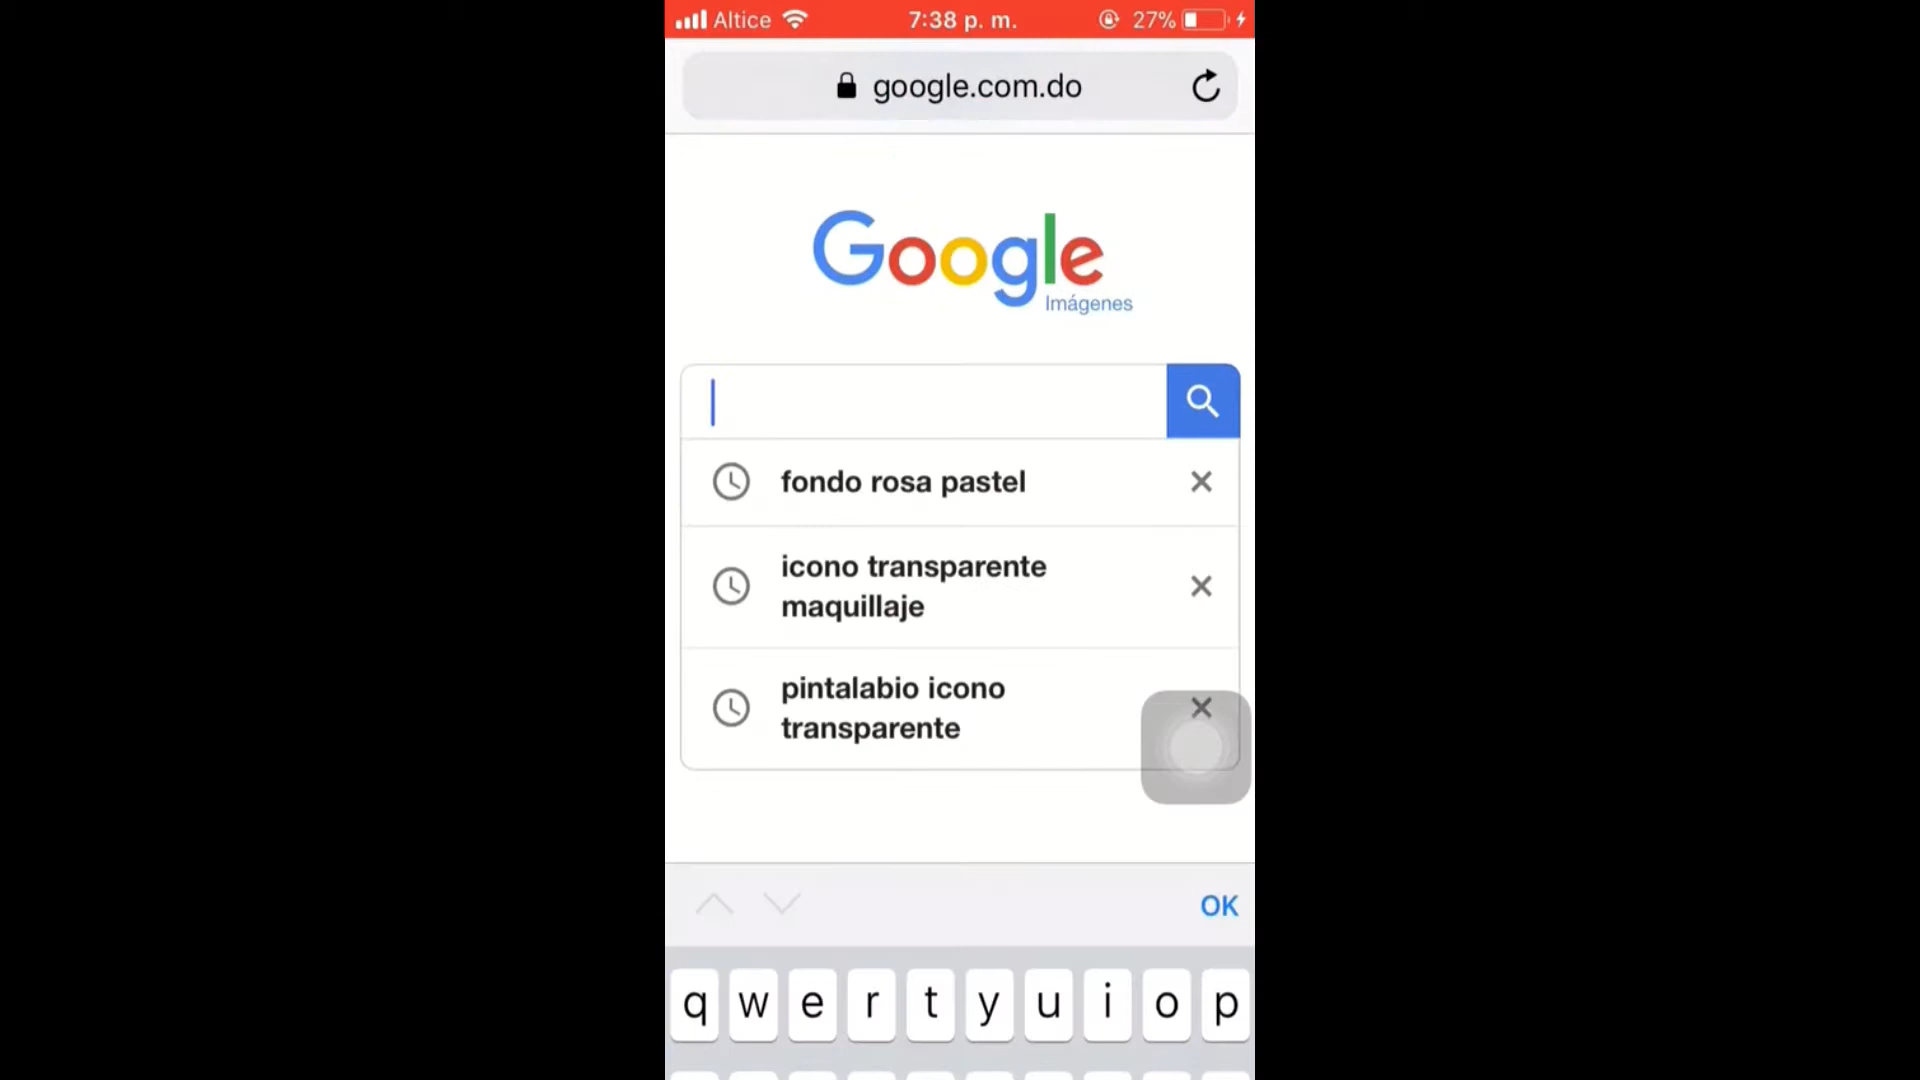 Altice 7:38 p. m. 27%
google.com.do
Google
Imágenes
fondo rosa pastel
icono transparente
maquillaje
pintalabio icono
transparente
OK
q w e r t y u i o p